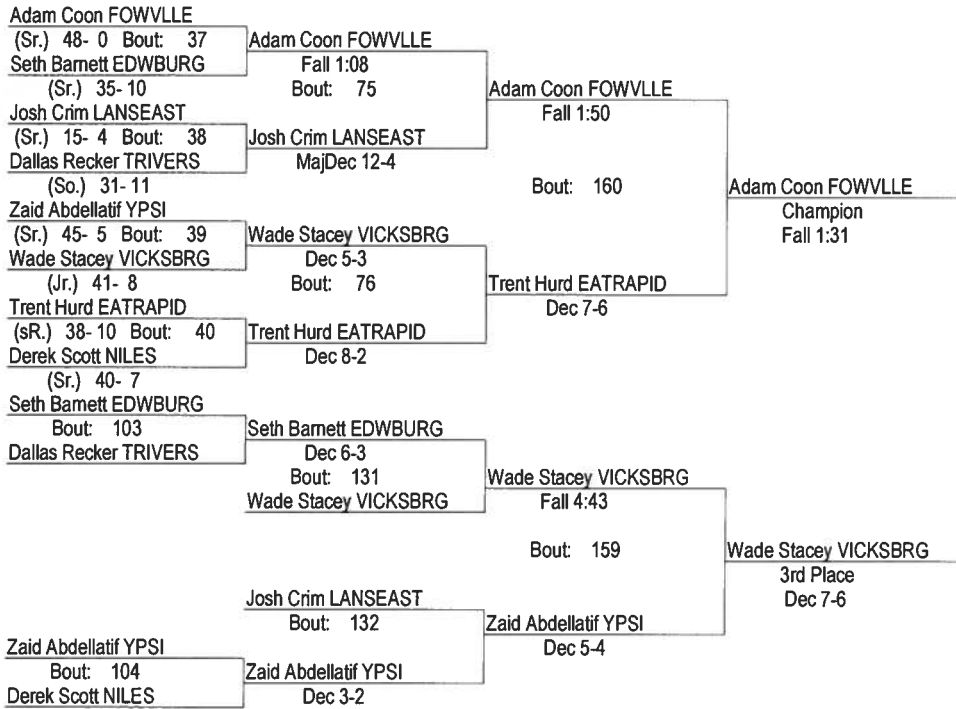 Adam Coon FOWVLLE
(Sr.) 48- 0 Bout: 37
Seth Barnett EDWBURG
(Sr.) 35- 10
Josh Crim LANSEAST
(Sr.) 15- 4 Bout: 38
Dallas Recker TRIVERS
(So.) 31- 11
Zaid Abdellatif YPSI
(Sr.) 45- 5 Bout: 39
Wade Stacey VICKSBRG
(Jr.) 41- 8
Trent Hurd EATRAPID
(sR.) 38- 10 Bout: 40
Derek Scott NILES
(Sr.) 40- 7
Adam Coon FOWVLLE
Fall 1:08
Bout: 75
Josh Crim LANSEAST
MajDec 12-4
Wade Stacey VICKSBRG
Dec 5-3
Bout: 76
Trent Hurd EATRAPID
Dec 8-2
Adam Coon FOWVLLE
Fall 1:50
Bout: 160
Trent Hurd EATRAPID
Dec 7-6
Adam Coon FOWVLLE
Champion
Fall 1:31
Seth Barnett EDWBURG
Bout: 103
Dallas Recker TRIVERS
Seth Barnett EDWBURG
Dec 6-3
Bout: 131
Wade Stacey VICKSBRG
Wade Stacey VICKSBRG
Fall 4:43
Bout: 159
Wade Stacey VICKSBRG
3rd Place
Dec 7-6
Josh Crim LANSEAST
Bout: 132
Zaid Abdellatif YPSI
Dec 5-4
Zaid Abdellatif YPSI
Bout: 104
Derek Scott NILES
Zaid Abdellatif YPSI
Dec 3-2